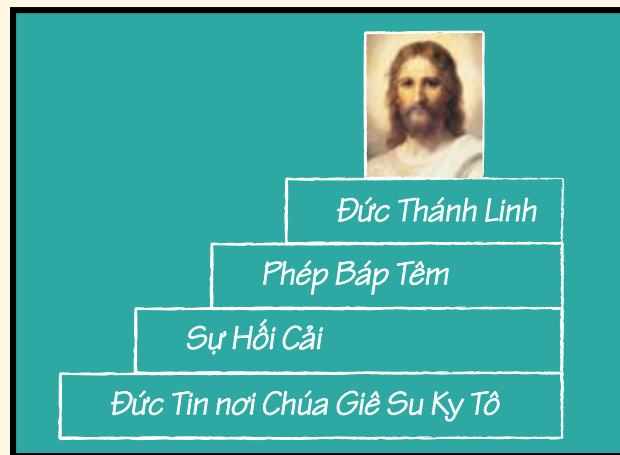 Đức Thánh Linh
Phép Báp Têm
Sự Hối Cải
Đức Tin nơi Chúa Giê Su Ky Tô